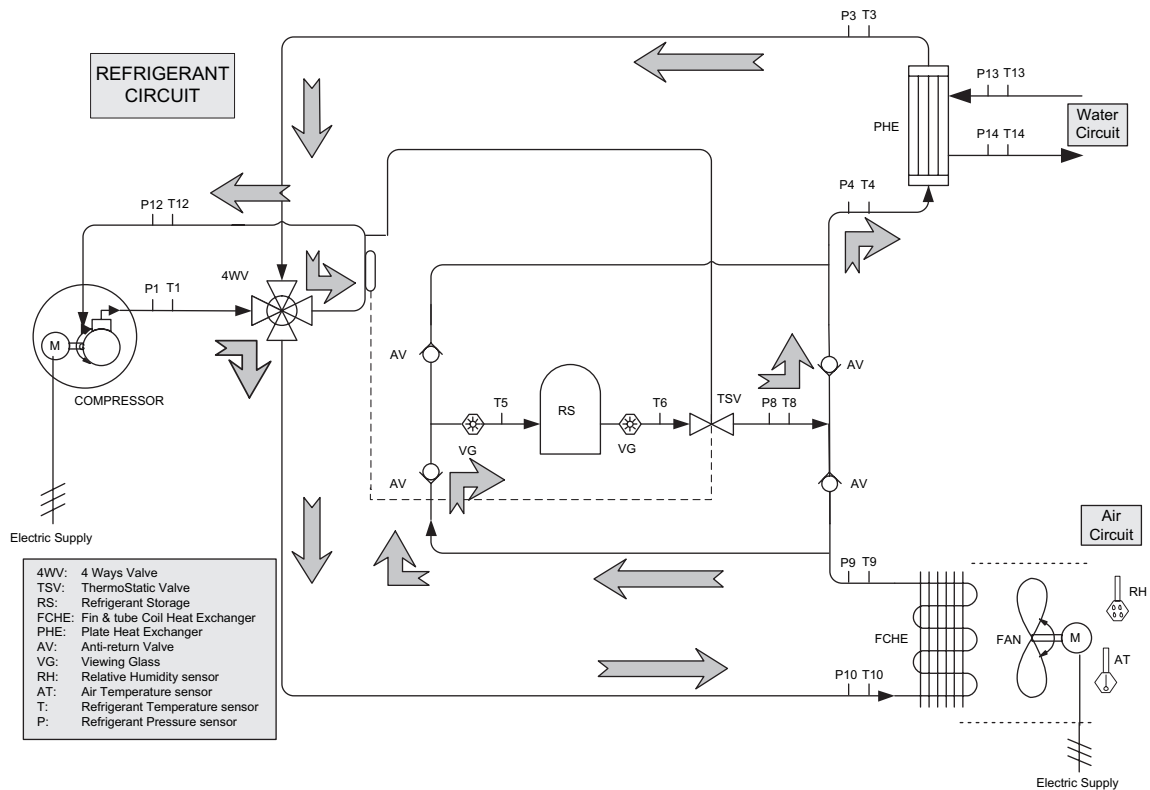 P3 T3
REFRIGERANT
CIRCUIT
P13 T13
Water
Circuit
PHE
P14 T14
P4 T4
P12 T12
4WV
P1 T1
M
COMPRESSOR
AV
AV
T5
RS
T6
TSV
P8 T8
VG
VG
AV
AV
Electric Supply
Air
Circuit
P9 T9
RH
FCHE
FAN
M
AT
P10 T10
Electric Supply
4WV: 4 Ways Valve
TSV: ThermoStatic Valve
RS: Refrigerant Storage
FCHE: Fin & tube Coil Heat Exchanger
PHE: Plate Heat Exchanger
AV: Anti-return Valve
VG: Viewing Glass
RH: Relative Humidity sensor
AT: Air Temperature sensor
T: Refrigerant Temperature sensor
P: Refrigerant Pressure sensor